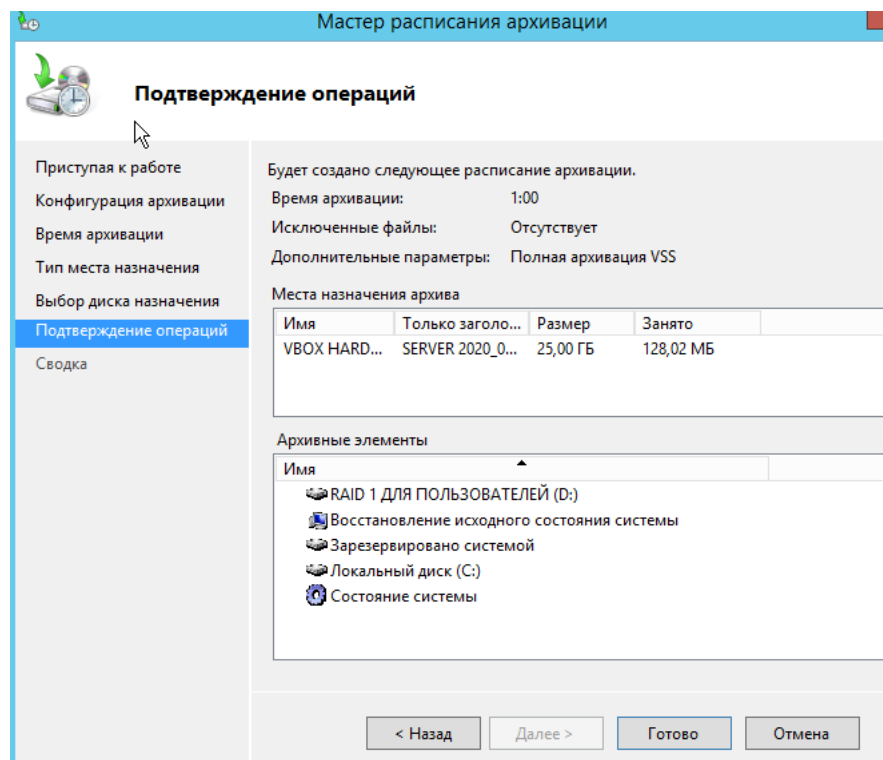 Мастер расписания архивации
Подтверждение операций
Приступая к работе
Конфигурация архивации
Время архивации
Тип места назначения
Выбор диска назначения
Подтверждение операций
Сводка
Будет создано следующее расписание архивации.
Время архивации: 1:00
Исключенные файлы: Отсутствует
Дополнительные параметры: Полная архивация VSS
Места назначения архива
Имя Только заголо... Размер Занято
VBOX HARD... SERVER 2020_0... 25,00 ГБ 128,02 МБ
Архивные элементы
Имя
RAID 1 ДЛЯ ПОЛЬЗОВАТЕЛЕЙ (D:)
Восстановление исходного состояния системы
Зарезервировано системой
Локальный диск (C:)
Состояние системы
< Назад Далее > Готово Отмена